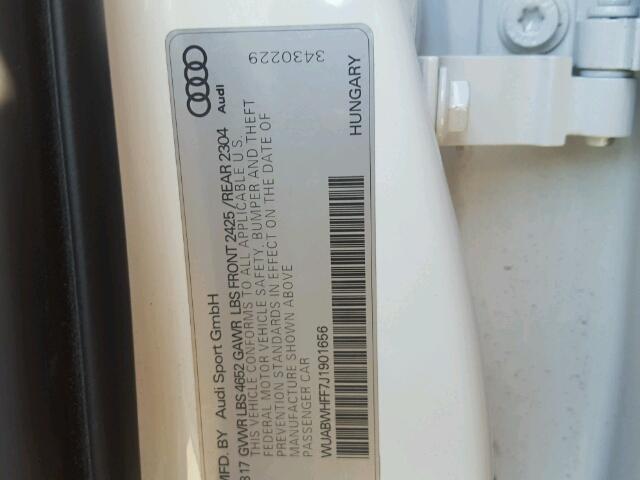 MFG. BY Audi Sport GmbH
817 GVWR LBS 4652 GAWR LBS FRONT 2425 / REAR 2304
THIS VEHICLE CONFORMS TO ALL APPLICABLE U.S.
FEDERAL MOTOR VEHICLE SAFETY, BUMPER AND THEFT
PREVENTION STANDARDS IN EFFECT ON THE DATE OF
MANUFACTURE SHOWN ABOVE
PASSENGER CAR
WUABWHFF7J1901656
Audi
3430229
HUNGARY